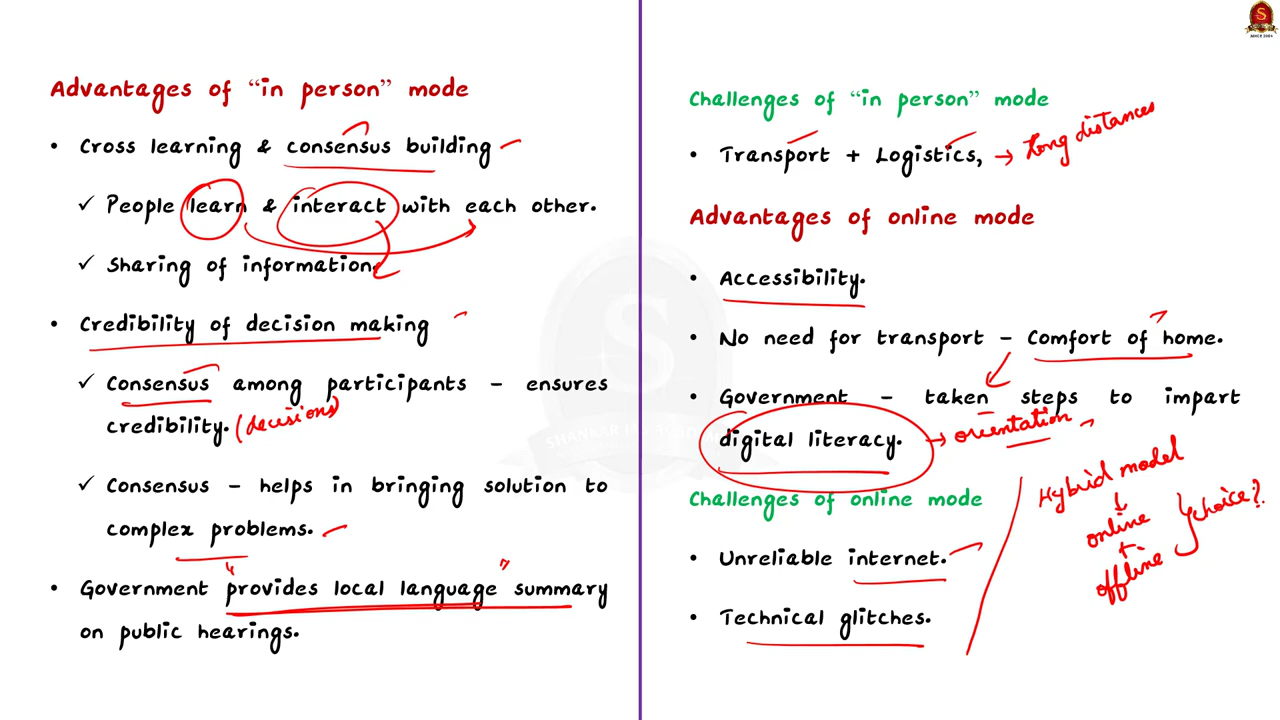 Advantages of “in person” mode
• Cross learning & consensus building
✓ People learn & interact with each other.
✓ Sharing of information.
• Credibility of decision making
✓ Consensus among participants - ensures
credibility. (decisions)
✓ Consensus - helps in bringing solution to
complex problems.
• Government provides local language summary
on public hearings.
Challenges of “in person” mode
• Transport + Logistics, → Long distances
Advantages of online mode
• Accessibility.
• No need for transport - Comfort of home.
• Government - taken steps to impart
digital literacy. → orientation
Challenges of online mode
• Unreliable internet.
• Technical glitches.
Hybrid model
↓
online
+
offline
choice?
S
SINCE 2004